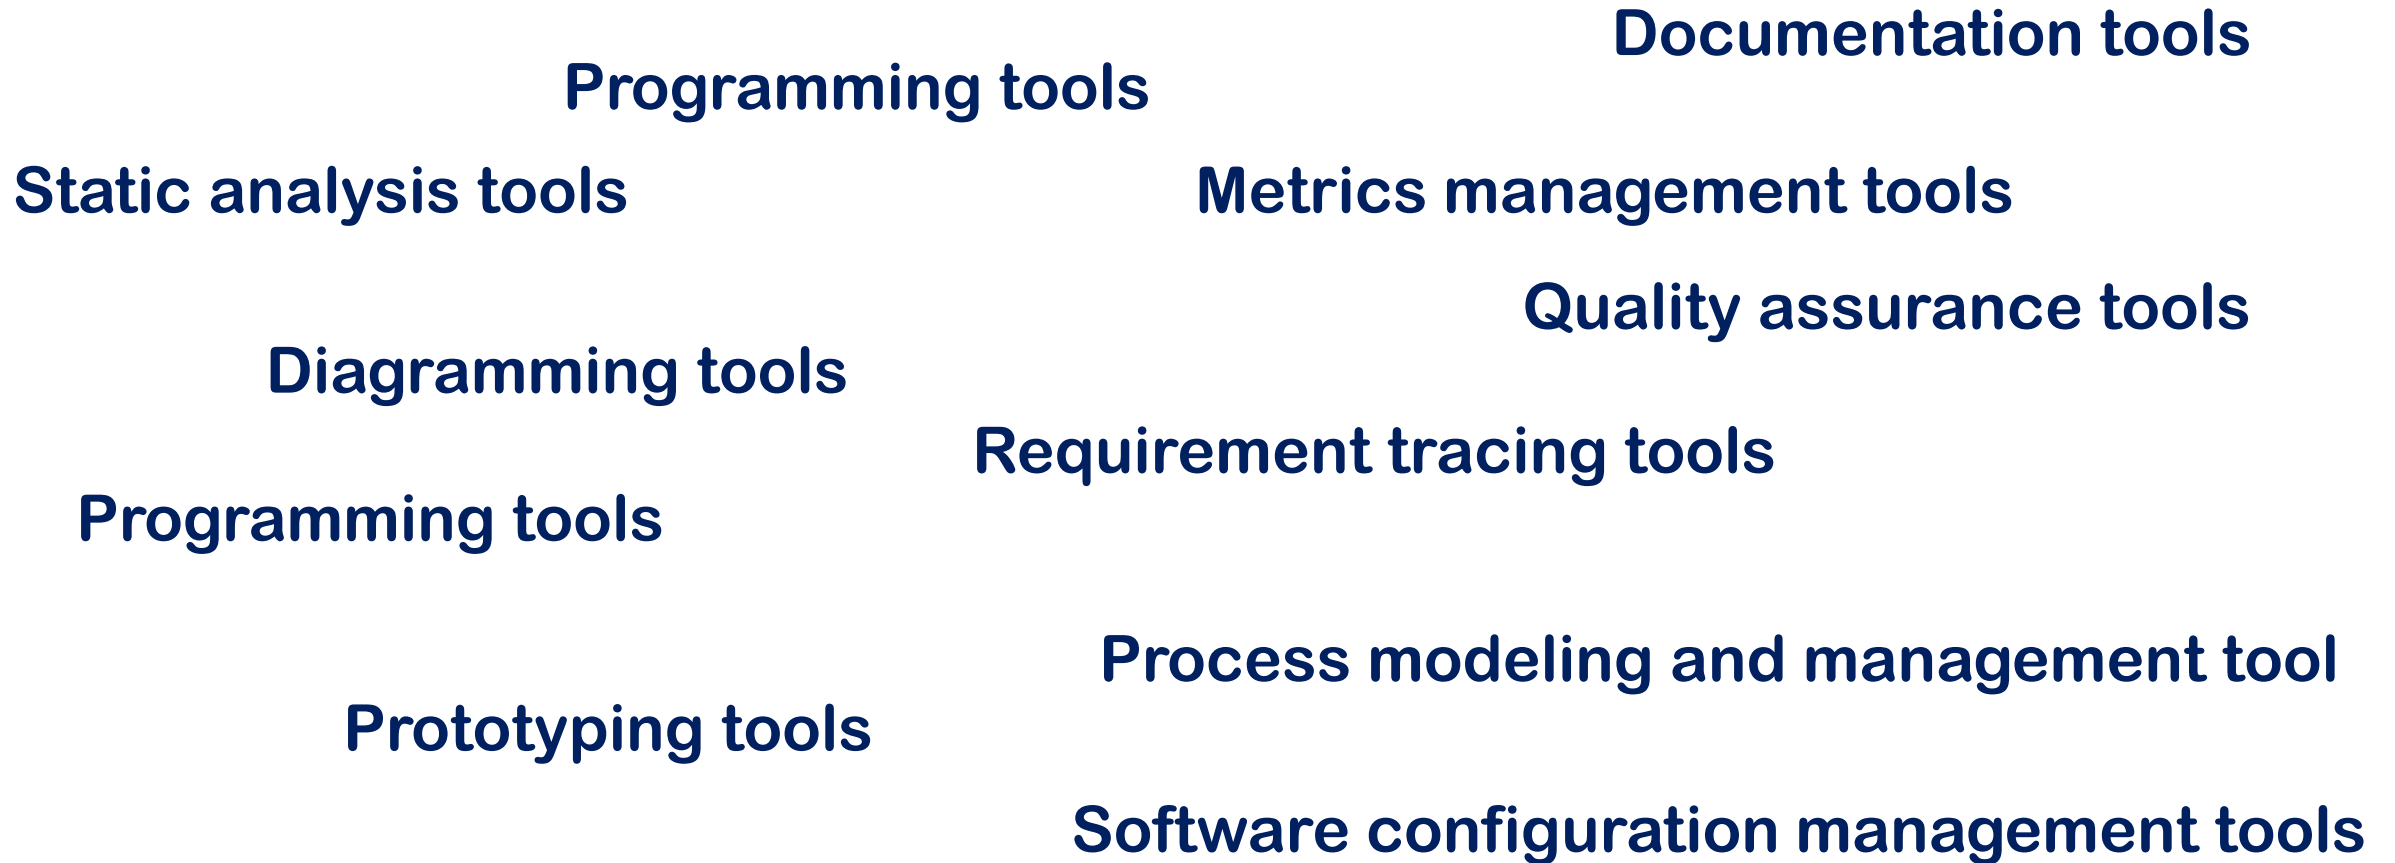 Documentation tools
Programming tools
Static analysis tools
Metrics management tools
Quality assurance tools
Diagramming tools
Requirement tracing tools
Programming tools
Process modeling and management tool
Prototyping tools
Software configuration management tools